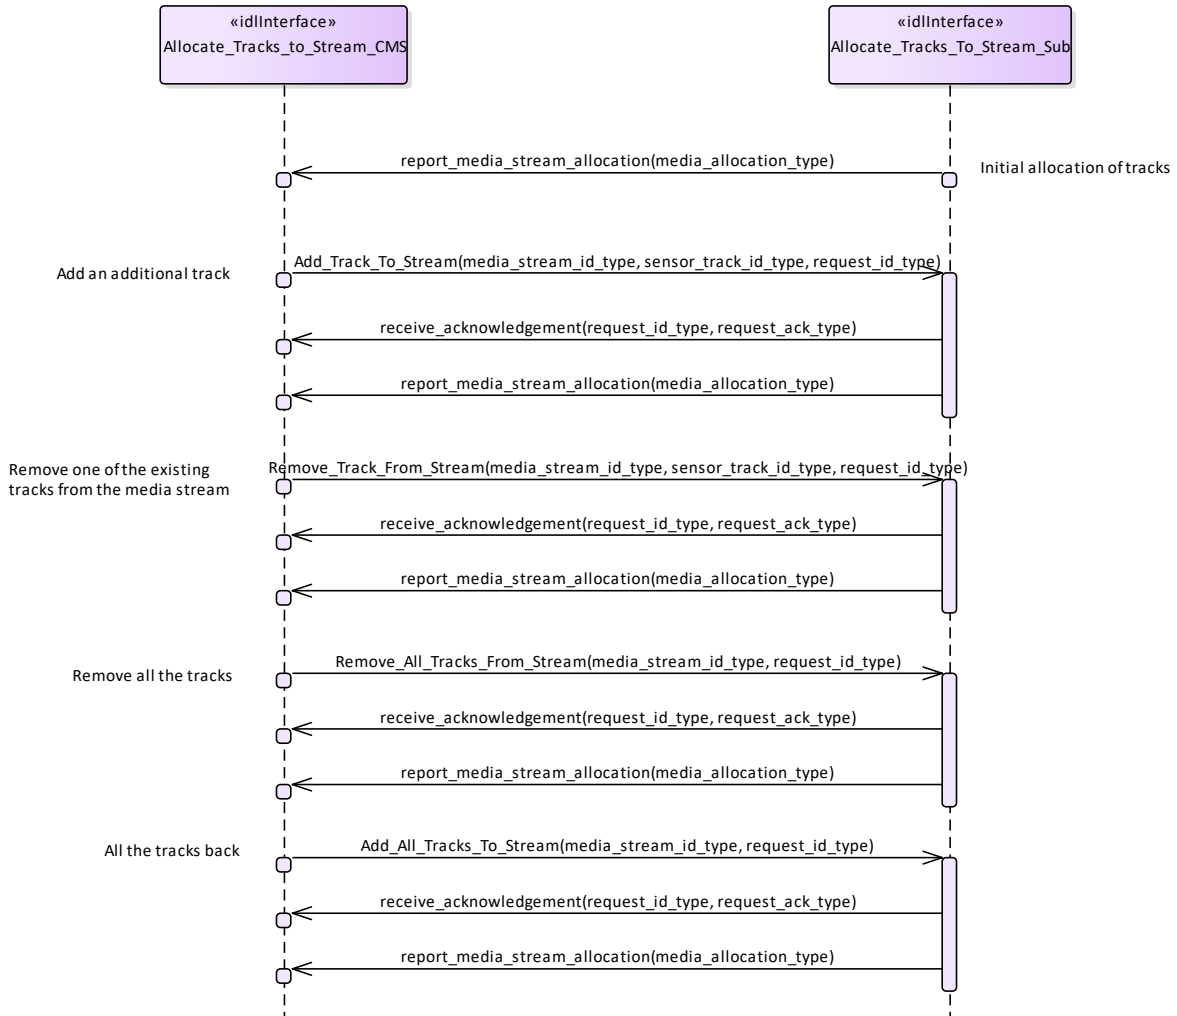 «idlInterface»
Allocate_Tracks_to_Stream_CMS
«idlInterface»
Allocate_Tracks_To_Stream_Sub
report_media_stream_allocation(media_allocation_type)
Initial allocation of tracks
Add an additional track
Add_Track_To_Stream(media_stream_id_type, sensor_track_id_type, request_id_type)
receive_acknowledgement(request_id_type, request_ack_type)
report_media_stream_allocation(media_allocation_type)
Remove one of the existing
tracks from the media stream
Remove_Track_From_Stream(media_stream_id_type, sensor_track_id_type, request_id_type)
receive_acknowledgement(request_id_type, request_ack_type)
report_media_stream_allocation(media_allocation_type)
Remove all the tracks
Remove_All_Tracks_From_Stream(media_stream_id_type, request_id_type)
receive_acknowledgement(request_id_type, request_ack_type)
report_media_stream_allocation(media_allocation_type)
All the tracks back
Add_All_Tracks_To_Stream(media_stream_id_type, request_id_type)
receive_acknowledgement(request_id_type, request_ack_type)
report_media_stream_allocation(media_allocation_type)